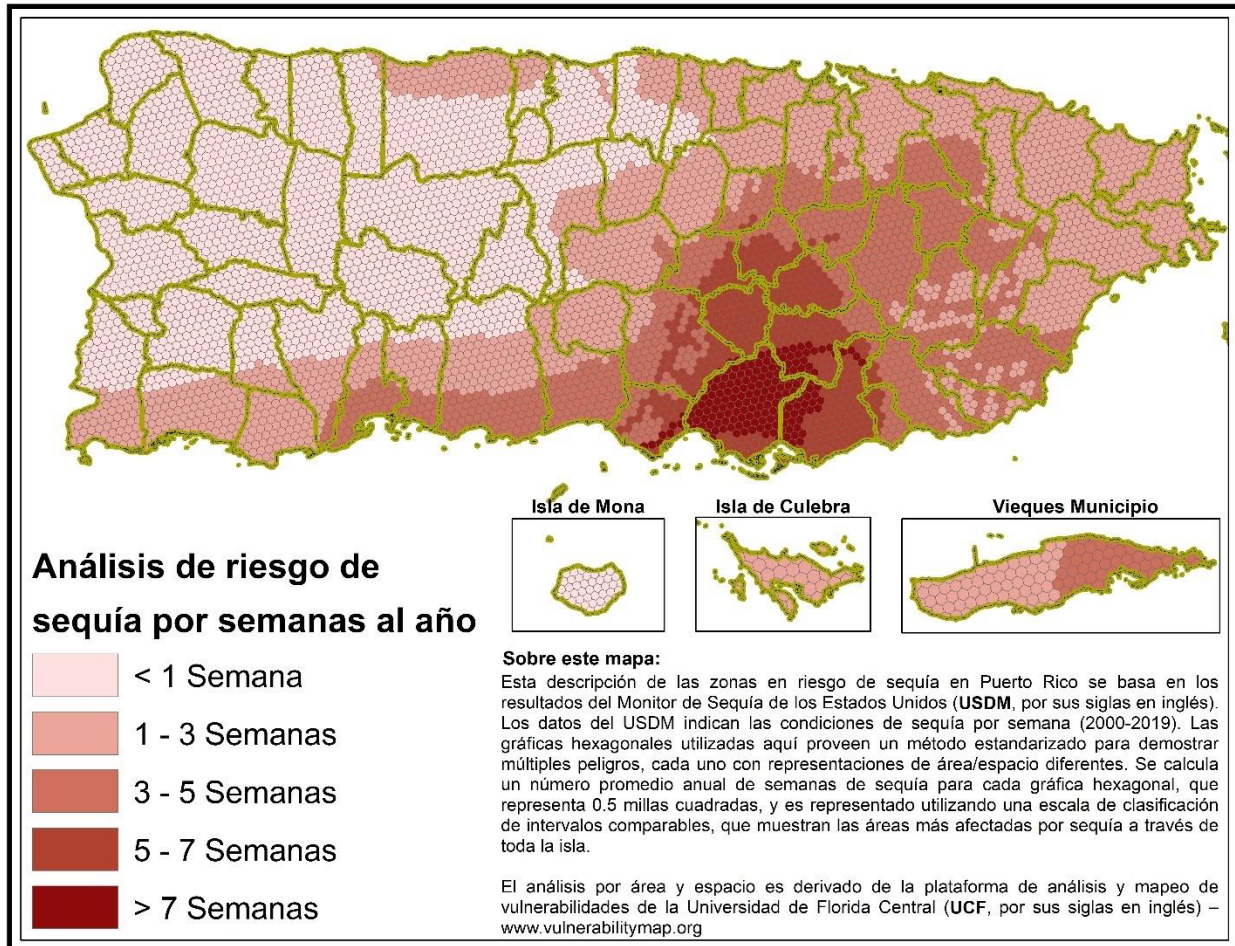 Isla de Mona
Isla de Culebra
Vieques Municipio
Análisis de riesgo de
sequía por semanas al año
< 1 Semana
1 - 3 Semanas
3 - 5 Semanas
5 - 7 Semanas
> 7 Semanas
Sobre este mapa:
Esta descripción de las zonas en riesgo de sequía en Puerto Rico se basa en los
resultados del Monitor de Sequía de los Estados Unidos (USDM, por sus siglas en inglés).
Los datos del USDM indican las condiciones de sequía por semana (2000-2019). Las
gráficas hexagonales utilizadas aquí proveen un método estandarizado para demostrar
múltiples peligros, cada uno con representaciones de área/espacio diferentes. Se calcula
un número promedio anual de semanas de sequía para cada gráfica hexagonal, que
representa 0.5 millas cuadradas, y es representado utilizando una escala de clasificación
de intervalos comparables, que muestran las áreas más afectadas por sequía a través de
toda la isla.
El análisis por área y espacio es derivado de la plataforma de análisis y mapeo de
vulnerabilidades de la Universidad de Florida Central (UCF, por sus siglas en inglés) –
www.vulnerabilitymap.org